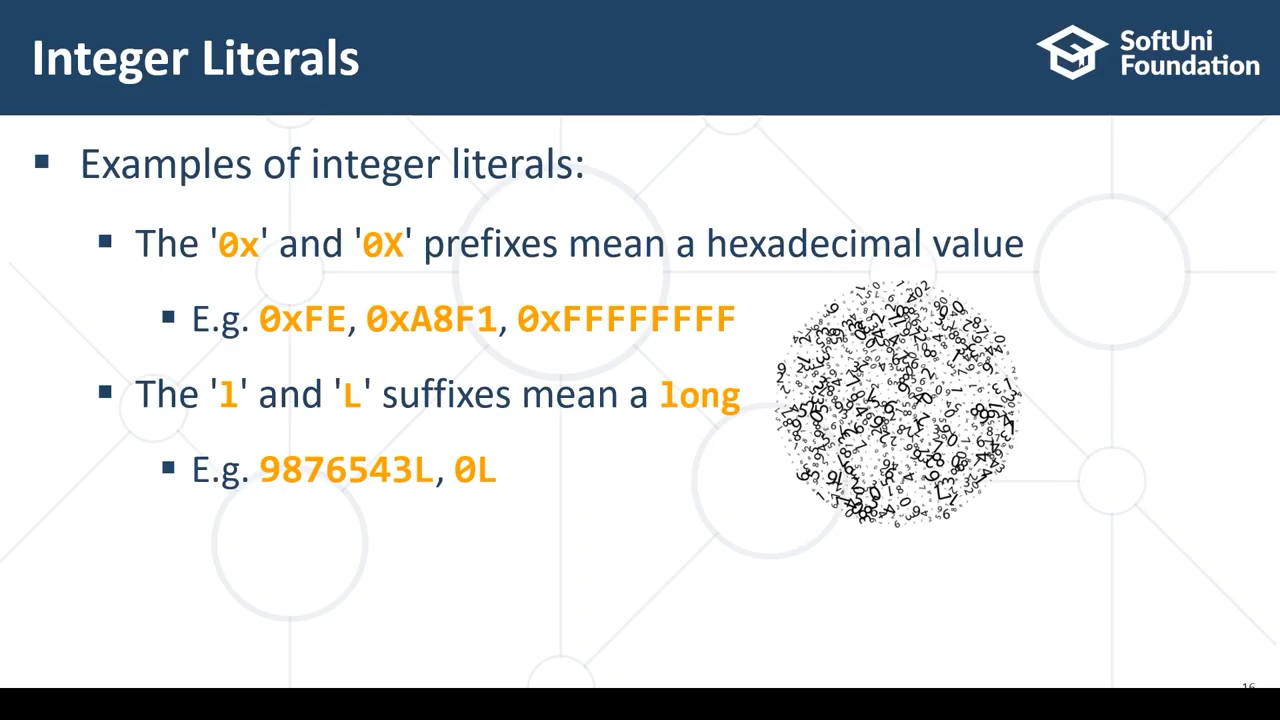 Integer Literals
SoftUni
Foundation
Examples of integer literals:
The '0x' and '0X' prefixes mean a hexadecimal value
E.g. 0xFE, 0xA8F1, 0xFFFFFFFF
The 'l' and 'L' suffixes mean a long
E.g. 9876543L, 0L